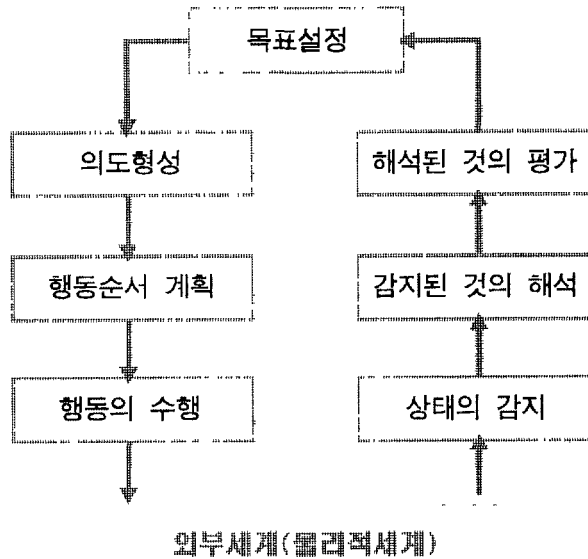 목표설정
의도형성
해석된 것의 평가
행동순서 계획
감지된 것의 해석
행동의 수행
상태의 감지
외부세계(물리적세계)